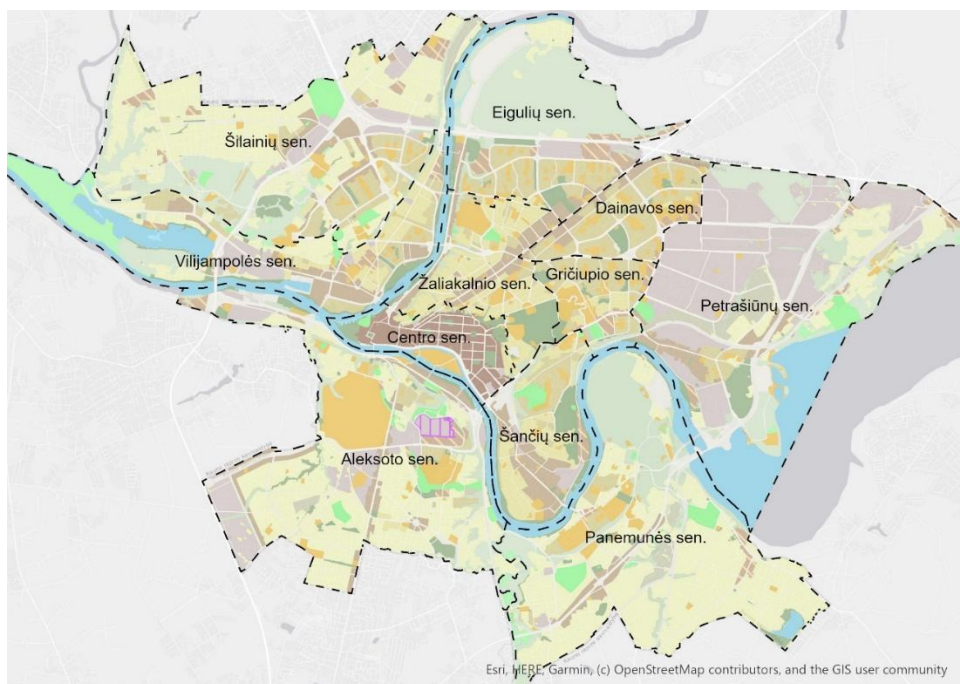 Eigulių sen.
Šilainių sen.
Dainavos sen.
Vilijampolės sen.
Gričiupio sen.
Žaliakalnio sen.
Petrašiūnų sen.
Centro sen.
Šančių sen.
Aleksoto sen.
Panemunės sen.
Esri, HERE, Garmin, (c) OpenStreetMap contributors, and the GIS user community